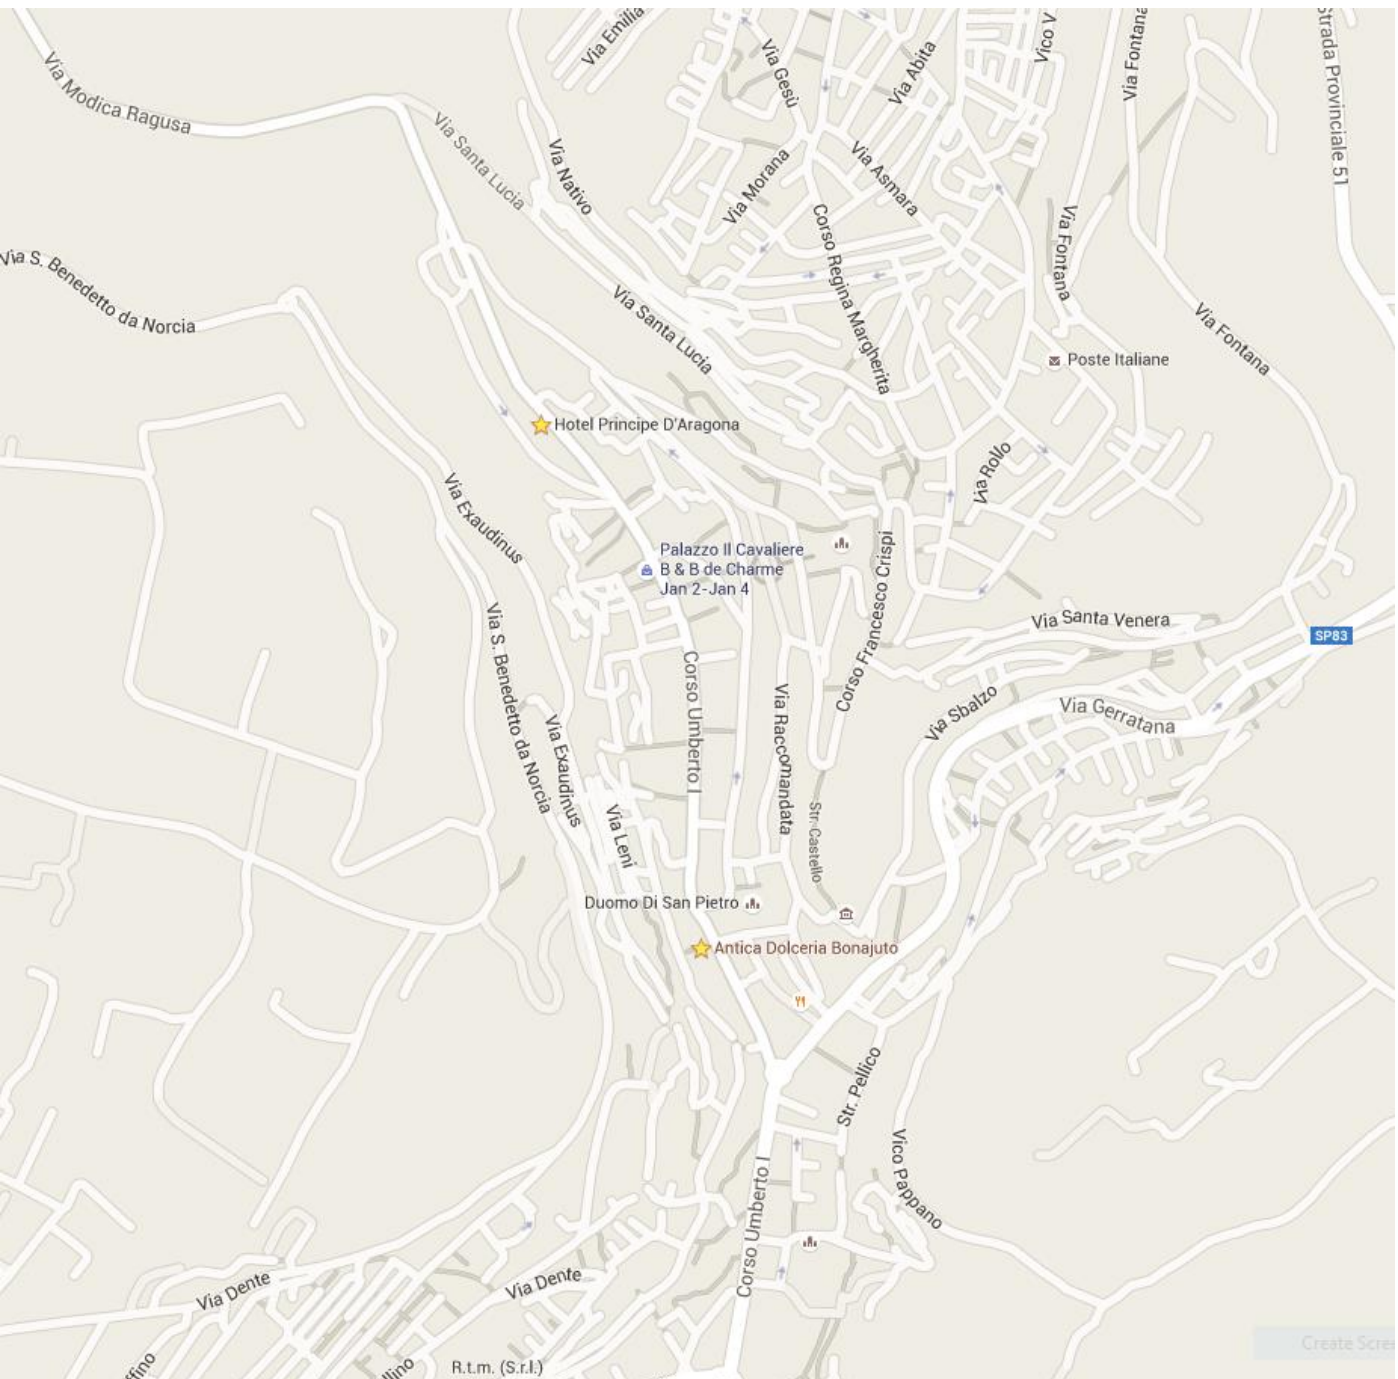 Via Emilia
Via Gesù
Via Abita
Vico V
Via Fontana
Strada Provinciale 51
Via Modica Ragusa
Via Santa Lucia
Via Nativo
Via Morana
Via Asmara
Corso Regina Margherita
Via Fontana
Via S. Benedetto da Norcia
Via Santa Lucia
Via Fontana
Poste Italiane
Hotel Principe D'Aragona
Via Rollo
Via Exaudinus
Palazzo Il Cavaliere
B & B de Charme
Jan 2-Jan 4
Corso Francesco Crispi
Via Santa Venera
SP83
Via S. Benedetto da Norcia
Corso Umberto I
Via Raccomandata
Via Sbalzo
Via Gerratana
Via Exaudinus
Via Leni
Str. Castello
Duomo Di San Pietro
Antica Dolceria Bonajuto
Str. Pellico
Vico Pappano
Corso Umberto I
Via Dente
Via Dente
ffino
llino
R.t.m. (S.r.l.)
Create Scree